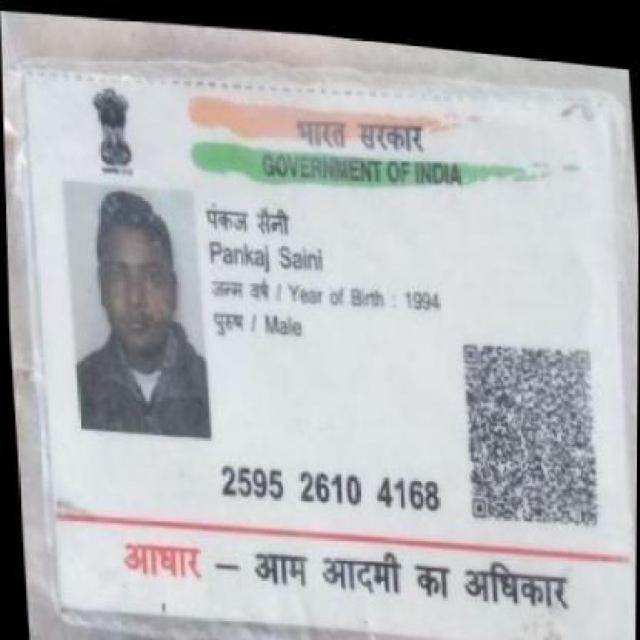 भारत सरकार
GOVERNMENT OF INDIA
पंकज सैनी
Pankaj Saini
जन्म वर्ष / Year of Birth : 1994
पुरुष / Male
2595 2610 4168
आधार – आम आदमी का अधिकार